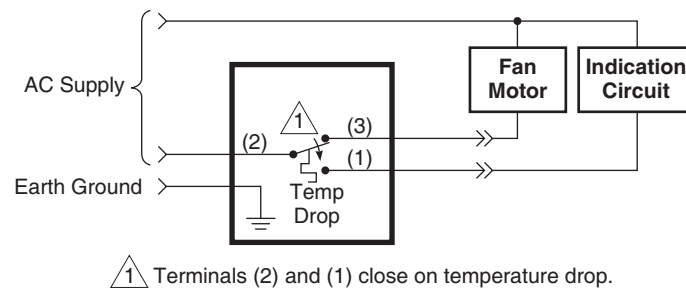 AC Supply
Earth Ground
Fan
Motor
Indication
Circuit
1
(2)
(3)
(1)
Temp
Drop
1 Terminals (2) and (1) close on temperature drop.